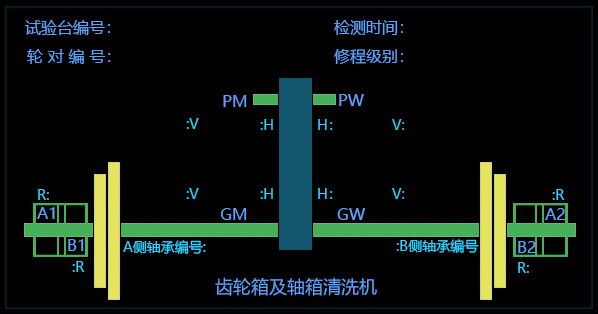 试验台编号: 检测时间:
轮 对 编 号: 修程级别:
PM PW
:V :H H: V:
:V :H H: V:
R: :R
A1 GM GW A2
B1 A侧轴承编号: :B侧轴承编号 B2
:R R:
齿轮箱及轴箱清洗机